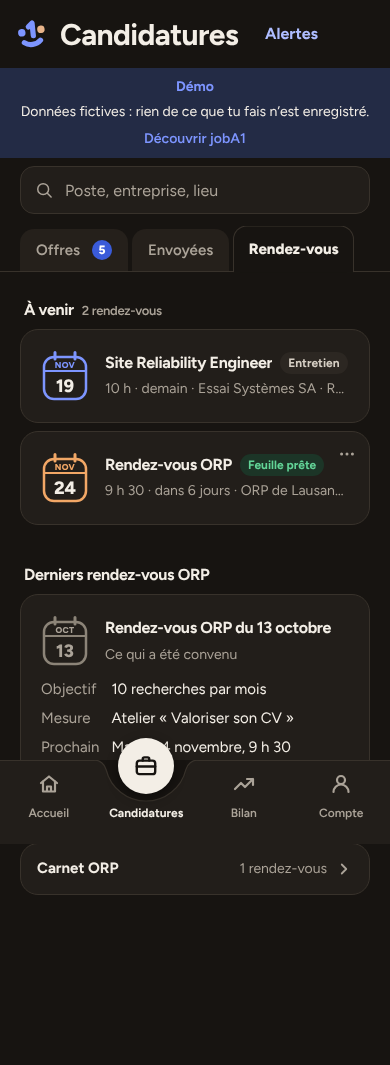 Candidatures
Alertes
Démo
Données fictives : rien de ce que tu fais n'est enregistré.
Découvrir jobA1
Poste, entreprise, lieu
Offres 5 Envoyées Rendez-vous
À venir 2 rendez-vous
NOV
19
Site Reliability Engineer Entretien
10 h · demain · Essai Systèmes SA · R...
NOV
24
Rendez-vous ORP Feuille prête
9 h 30 · dans 6 jours · ORP de Lausan...
Derniers rendez-vous ORP
OCT
13
Rendez-vous ORP du 13 octobre
Ce qui a été convenu
Objectif 10 recherches par mois
Mesure Atelier « Valoriser son CV »
Prochain novembre, 9 h 30
Accueil Candidatures Bilan Compte
Carnet ORP 1 rendez-vous